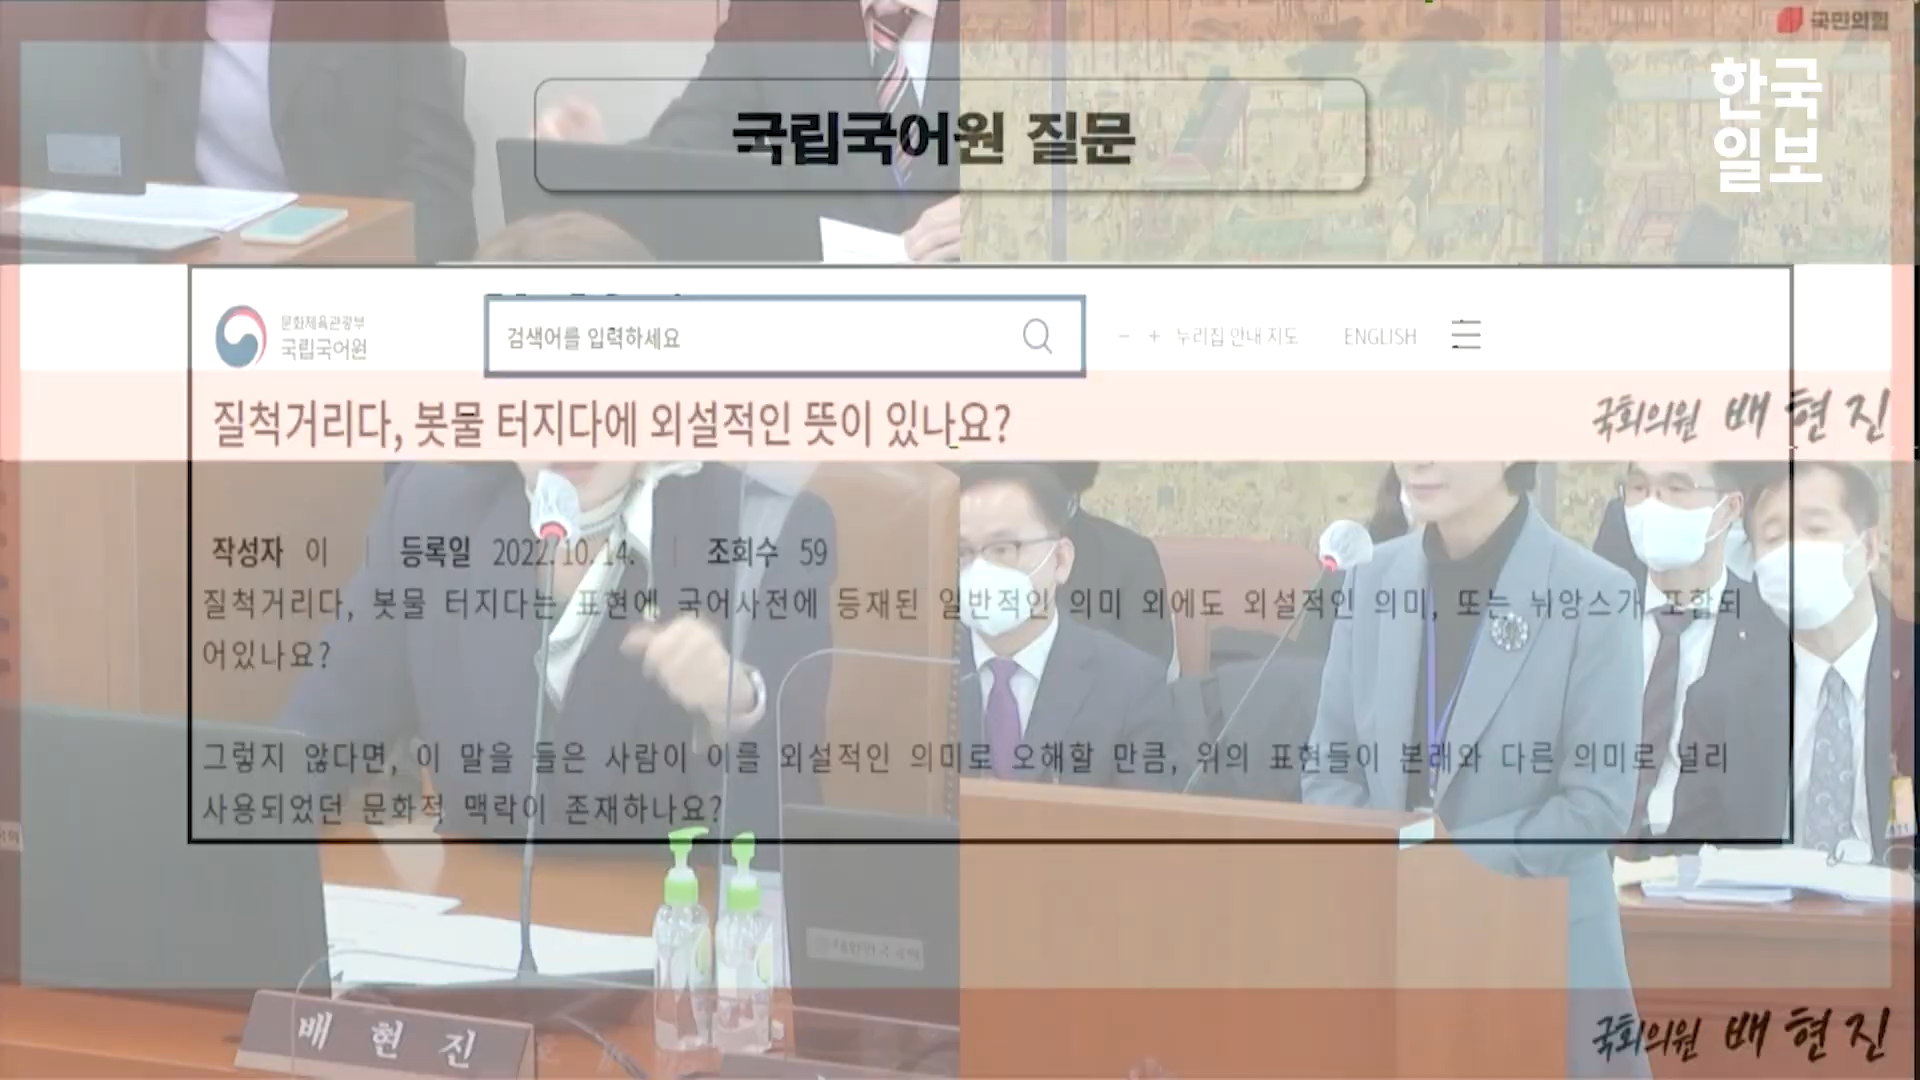 국민의힘
한국
일보
국립국어원 질문
문화체육관광부
국립국어원
검색어를 입력하세요
− + 누리집 안내 지도 ENGLISH
질척거리다, 봇물 터지다에 외설적인 뜻이 있나요?
국회의원 배현진
작성자 이 등록일 2022.10.14. 조회수 59
질척거리다, 봇물 터지다는 표현에 국어사전에 등재된 일반적인 의미 외에도 외설적인 의미, 또는 뉘앙스가 포함되
어있나요?
그렇지 않다면, 이 말을 들은 사람이 이를 외설적인 의미로 오해할 만큼, 위의 표현들이 본래와 다른 의미로 널리
사용되었던 문화적 맥락이 존재하나요?
대한민국 국회
배 현 진
국회의원 배현진